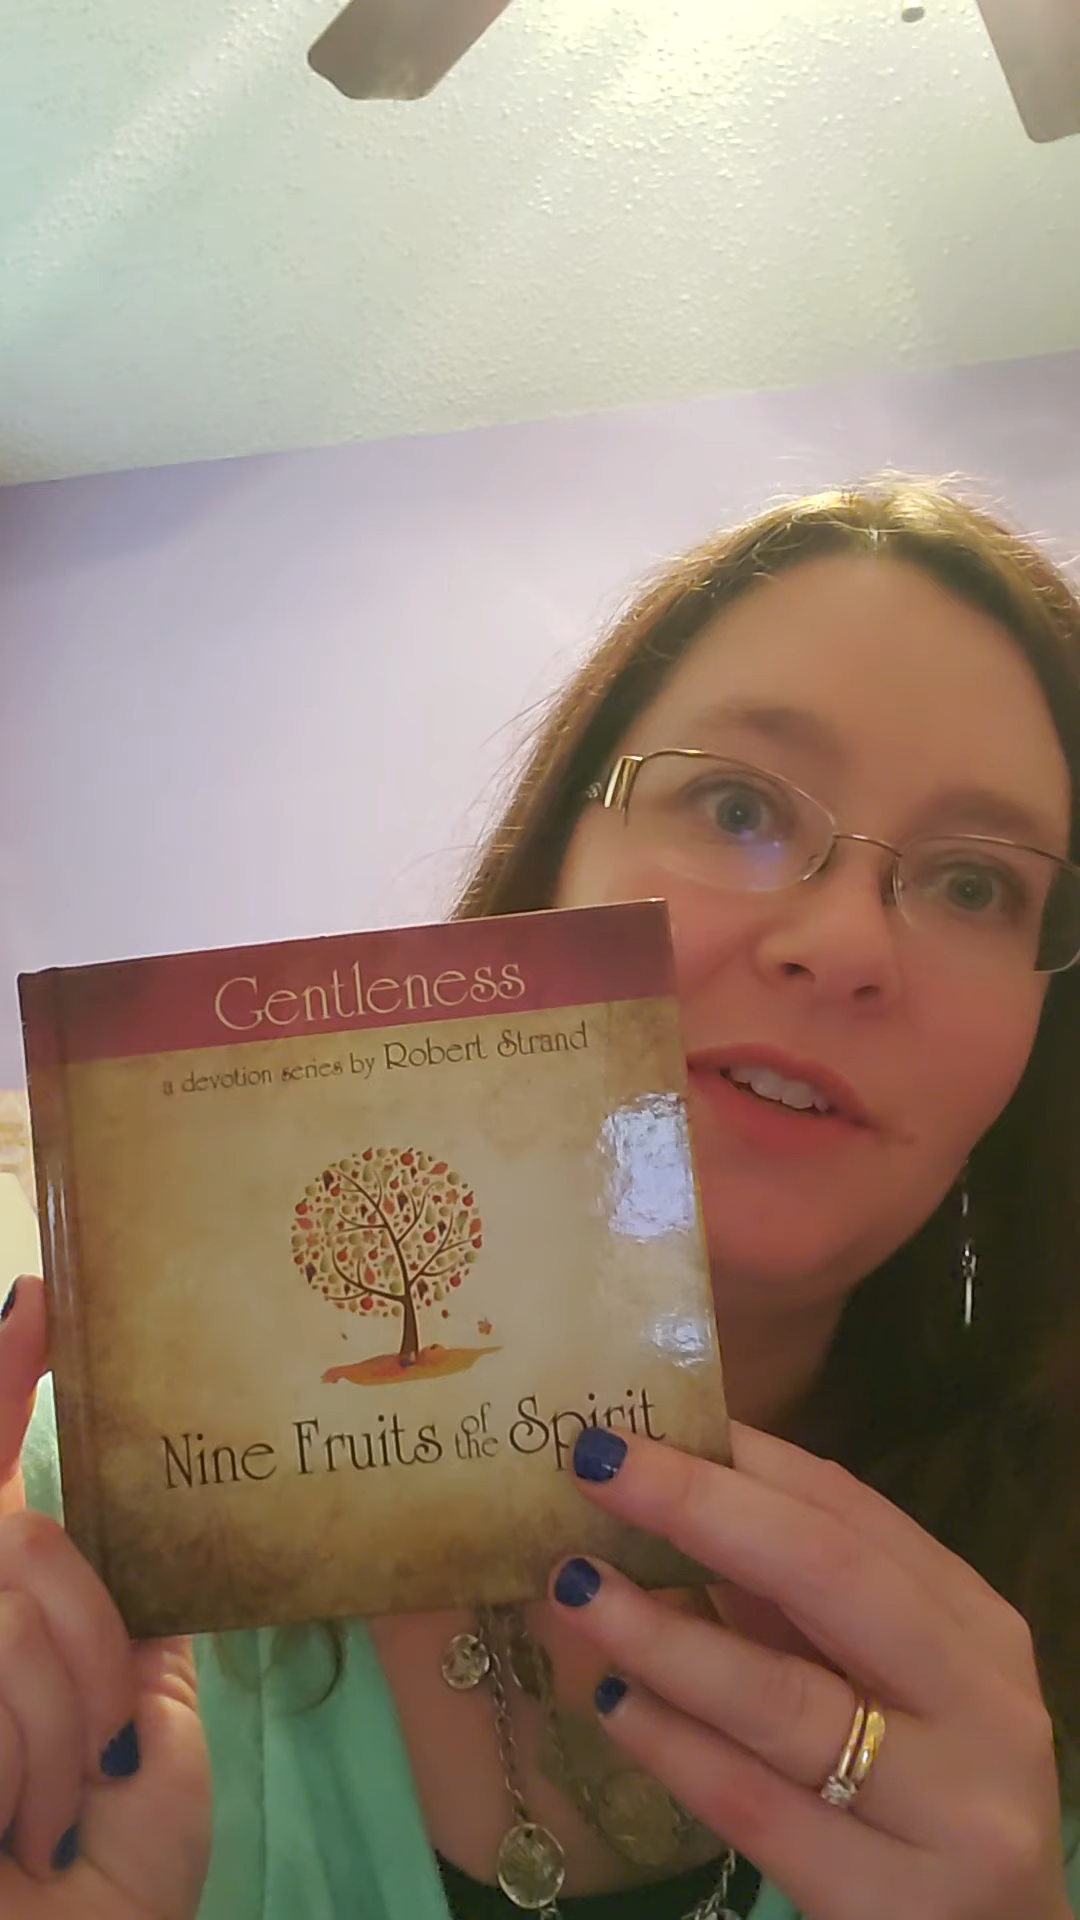 Gentleness
a devotion series by Robert Strand
Nine Fruits of the Spirit